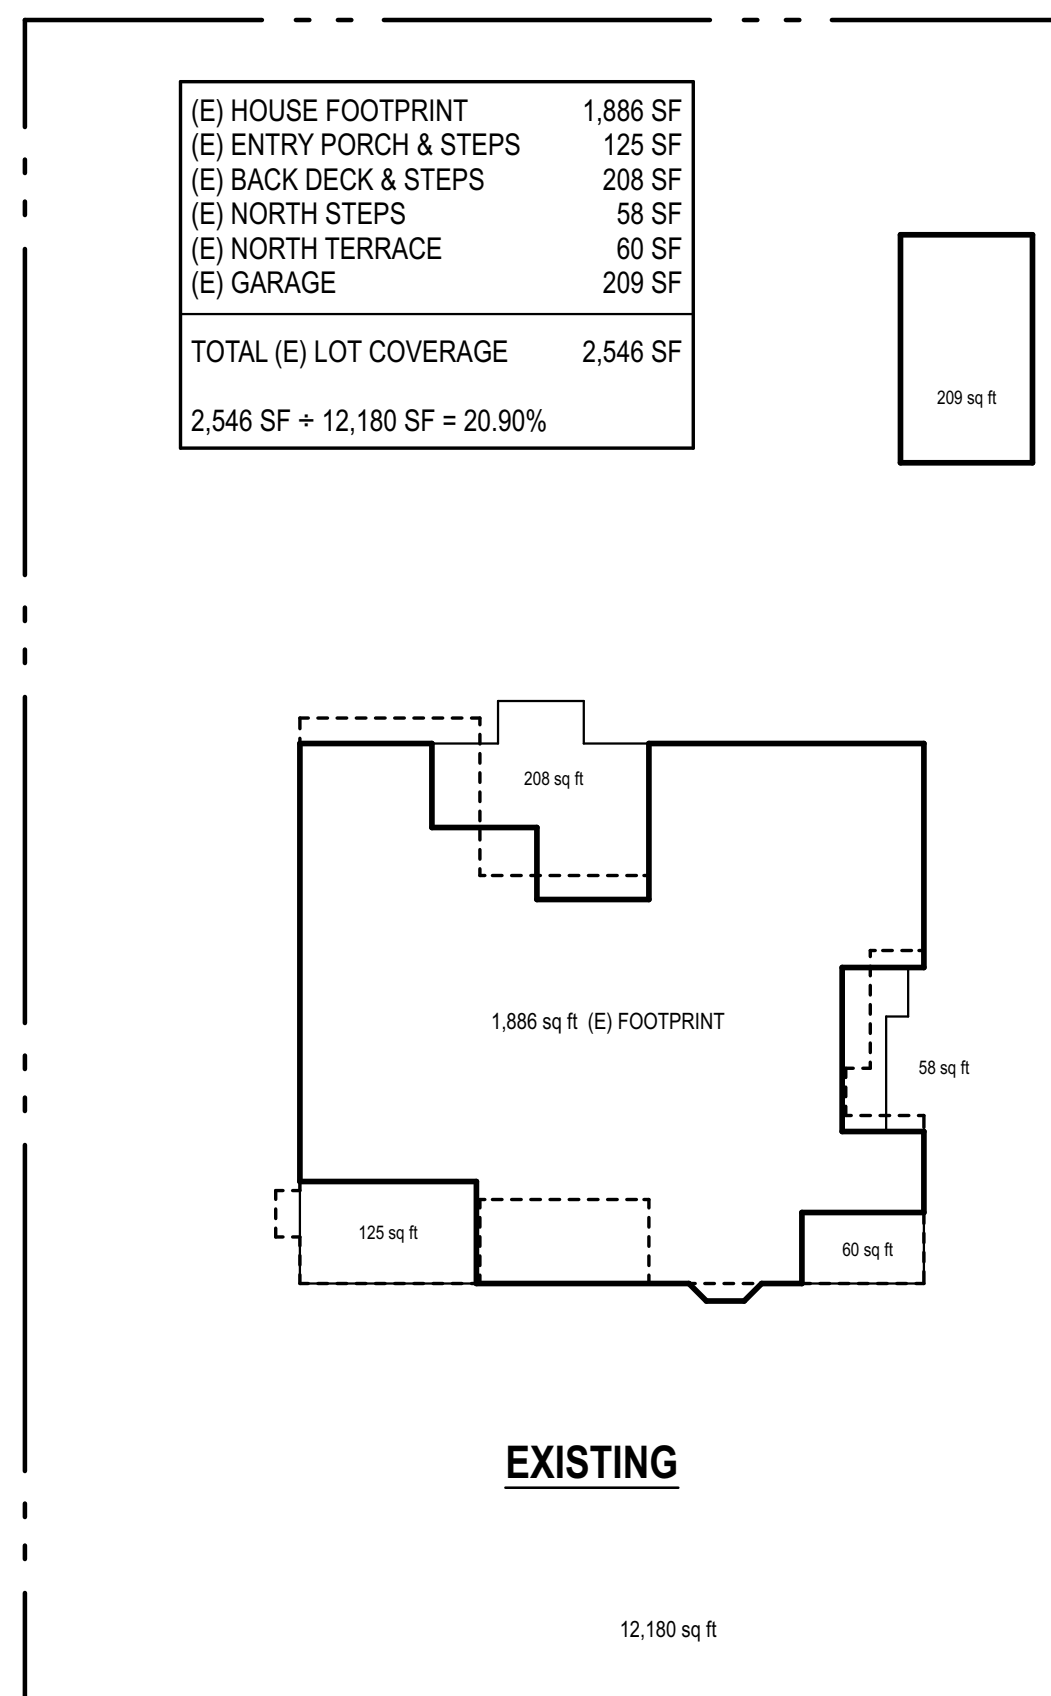 (E) HOUSE FOOTPRINT 1,886 SF
(E) ENTRY PORCH & STEPS 125 SF
(E) BACK DECK & STEPS 208 SF
(E) NORTH STEPS 58 SF
(E) NORTH TERRACE 60 SF
(E) GARAGE 209 SF
TOTAL (E) LOT COVERAGE 2,546 SF
2,546 SF ÷ 12,180 SF = 20.90%
209 sq ft
208 sq ft
1,886 sq ft (E) FOOTPRINT
58 sq ft
125 sq ft
60 sq ft
EXISTING
12,180 sq ft